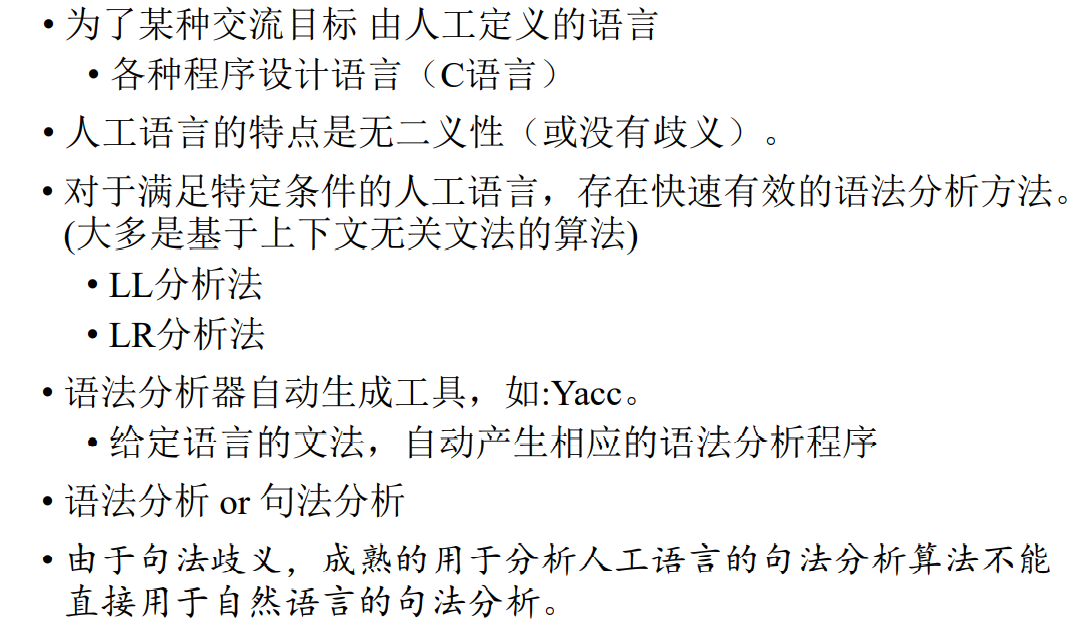 • 为了某种交流目标 由人工定义的语言
• 各种程序设计语言（C语言）
• 人工语言的特点是无二义性（或没有歧义）。
• 对于满足特定条件的人工语言，存在快速有效的语法分析方法。
(大多是基于上下文无关文法的算法)
• LL分析法
• LR分析法
• 语法分析器自动生成工具，如:Yacc。
• 给定语言的文法，自动产生相应的语法分析程序
• 语法分析 or 句法分析
• 由于句法歧义，成熟的用于分析人工语言的句法分析算法不能
直接用于自然语言的句法分析。